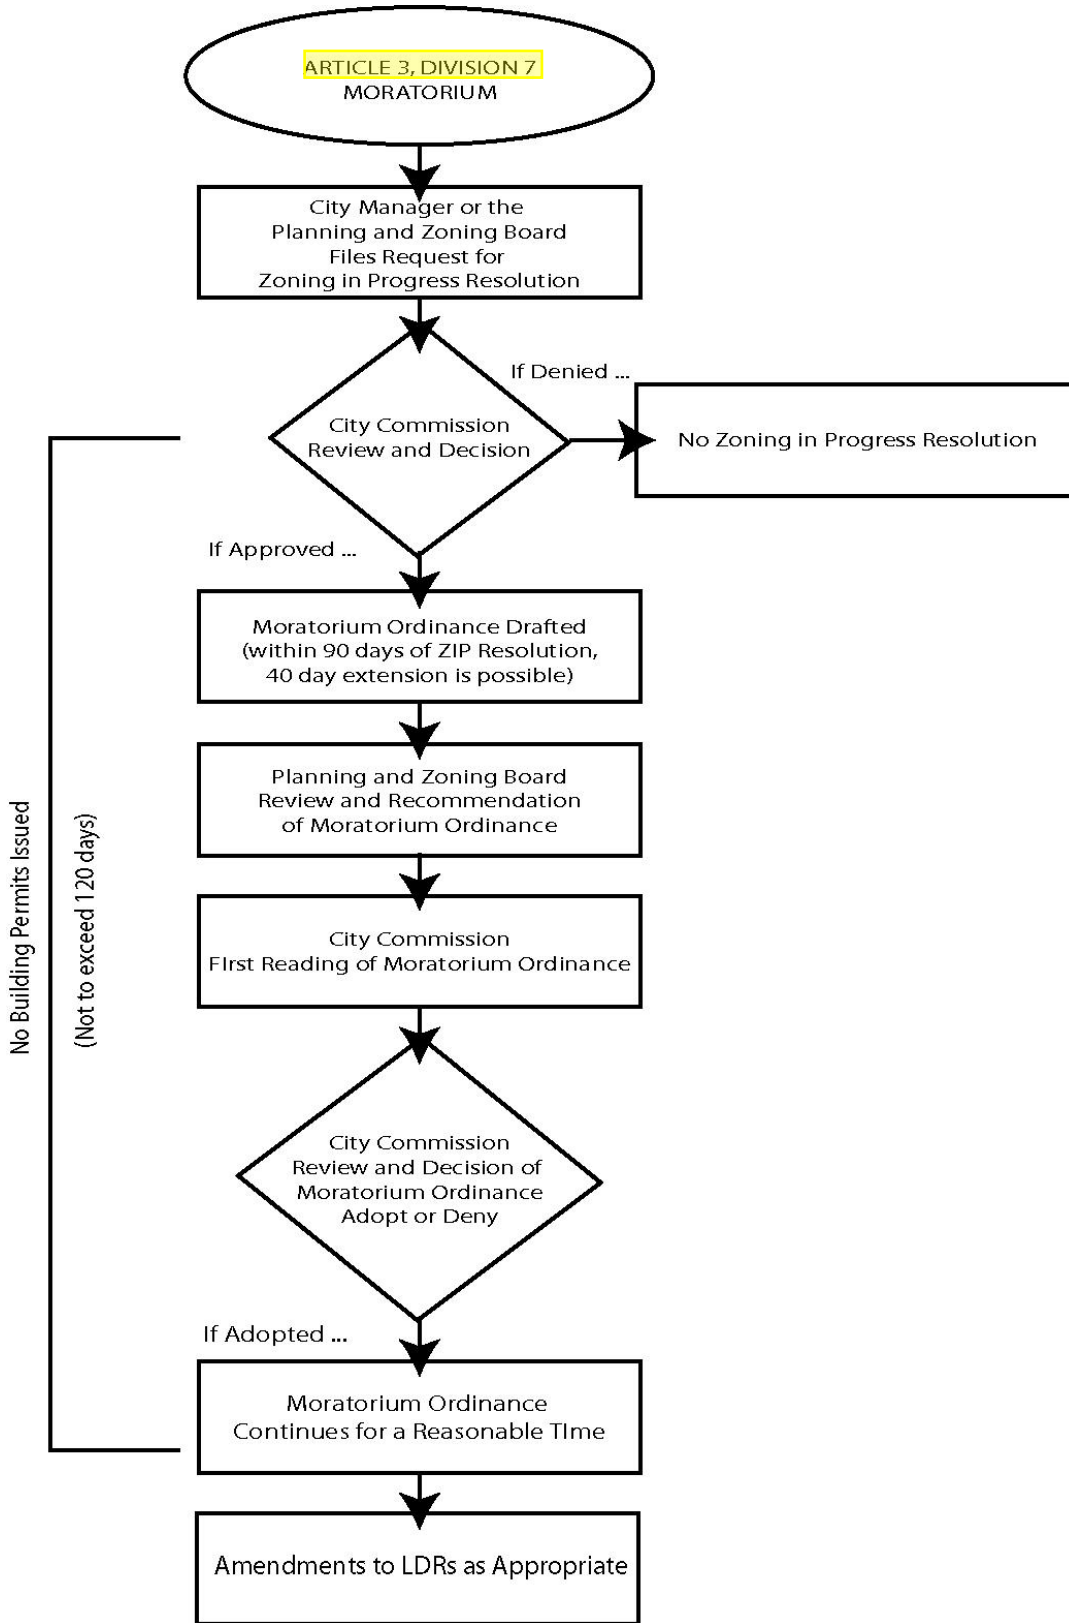 ARTICLE 3, DIVISION 7
MORATORIUM
City Manager or the
Planning and Zoning Board
Files Request for
Zoning in Progress Resolution
If Denied ...
City Commission
Review and Decision
No Zoning in Progress Resolution
If Approved ...
Moratorium Ordinance Drafted
(within 90 days of ZIP Resolution,
40 day extension is possible)
Planning and Zoning Board
Review and Recommendation
of Moratorium Ordinance
No Building Permits Issued
(Not to exceed 120 days)
City Commission
FIrst Reading of Moratorium Ordinance
City Commission
Review and Decision of
Moratorium Ordinance
Adopt or Deny
If Adopted ...
Moratorium Ordinance
Continues for a Reasonable TIme
Amendments to LDRs as Appropriate